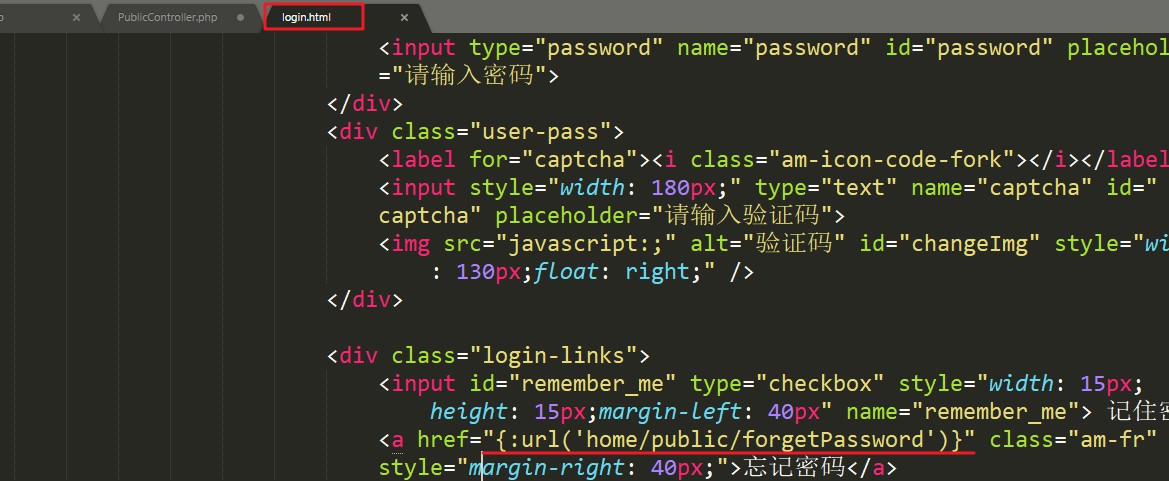 o × PublicController.php login.html ×
<input type="password" name="password" id="password" placehol
="请输入密码">
</div>
<div class="user-pass">
<label for="captcha"><i class="am-icon-code-fork"></i></label
<input style="width: 180px;" type="text" name="captcha" id="
captcha" placeholder="请输入验证码">
<img src="javascript:;" alt="验证码" id="changeImg" style="wi
: 130px;float: right;" />
</div>
<div class="login-links">
<input id="remember_me" type="checkbox" style="width: 15px;
height: 15px;margin-left: 40px" name="remember_me"> 记住密
<a href="{:url('home/public/forgetPassword')}" class="am-fr"
style="margin-right: 40px;">忘记密码</a>